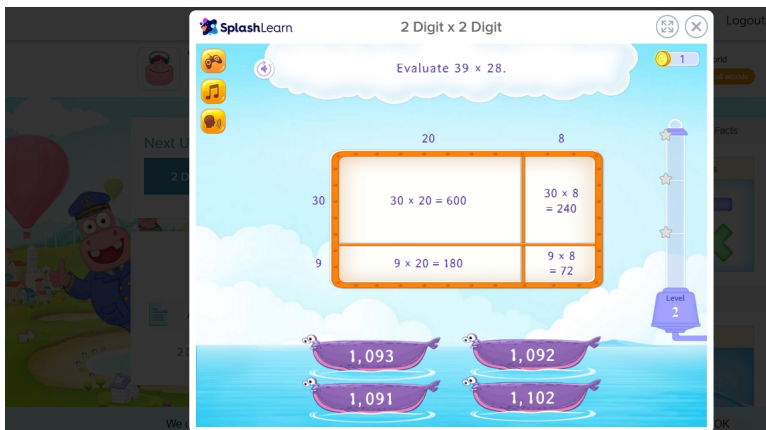 SplashLearn
2 Digit x 2 Digit
Logout
Evaluate 39 × 28.
1
20
8
30
30 × 20 = 600
30 × 8
= 240
9
9 × 20 = 180
9 × 8
= 72
Next U
2 D
Facts
Level
2
1,093
1,092
1,091
1,102
We
OK